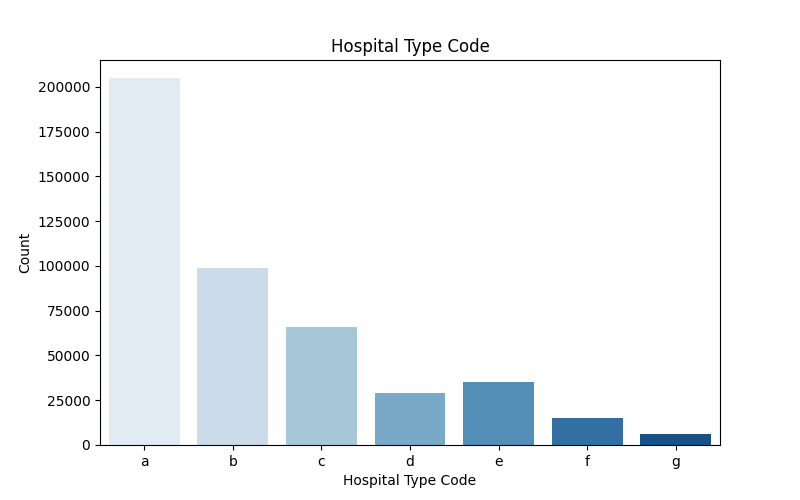 Hospital Type Code
200000
175000
150000
125000
100000
75000
50000
25000
0
Count
a b c d e f g
Hospital Type Code